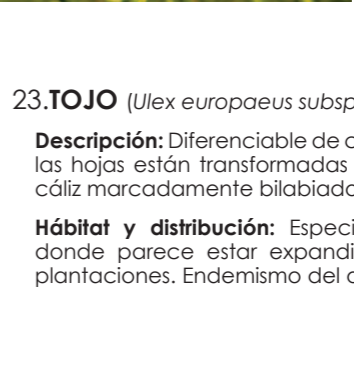 23.TOJO (Ulex europaeus subsp
Descripción: Diferenciable de
las hojas están transformadas
cáliz marcadamente bilabiado
Hábitat y distribución: Especi
donde parece estar expandi
plantaciones. Endemismo del